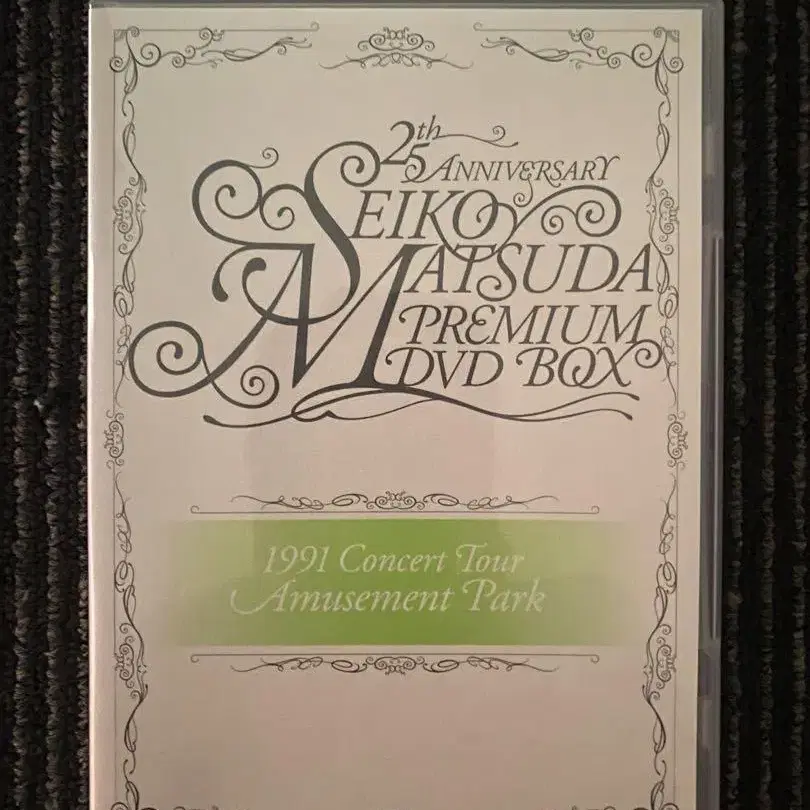 25th ANNIVERSARY
SEIKO
MATSUDA
PREMIUM
DVD BOX
1991 Concert Tour
Amusement Park